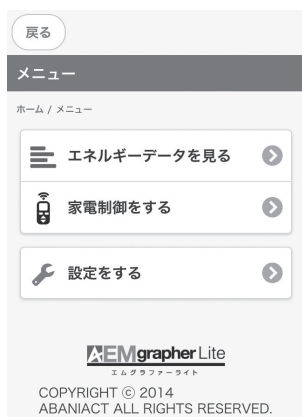 戻る
メニュー
ホーム / メニュー
エネルギーデータを見る
家電制御をする
設定をする
AEMgrapher Lite
エムグラファーライト
COPYRIGHT © 2014
ABANIACT ALL RIGHTS RESERVED.